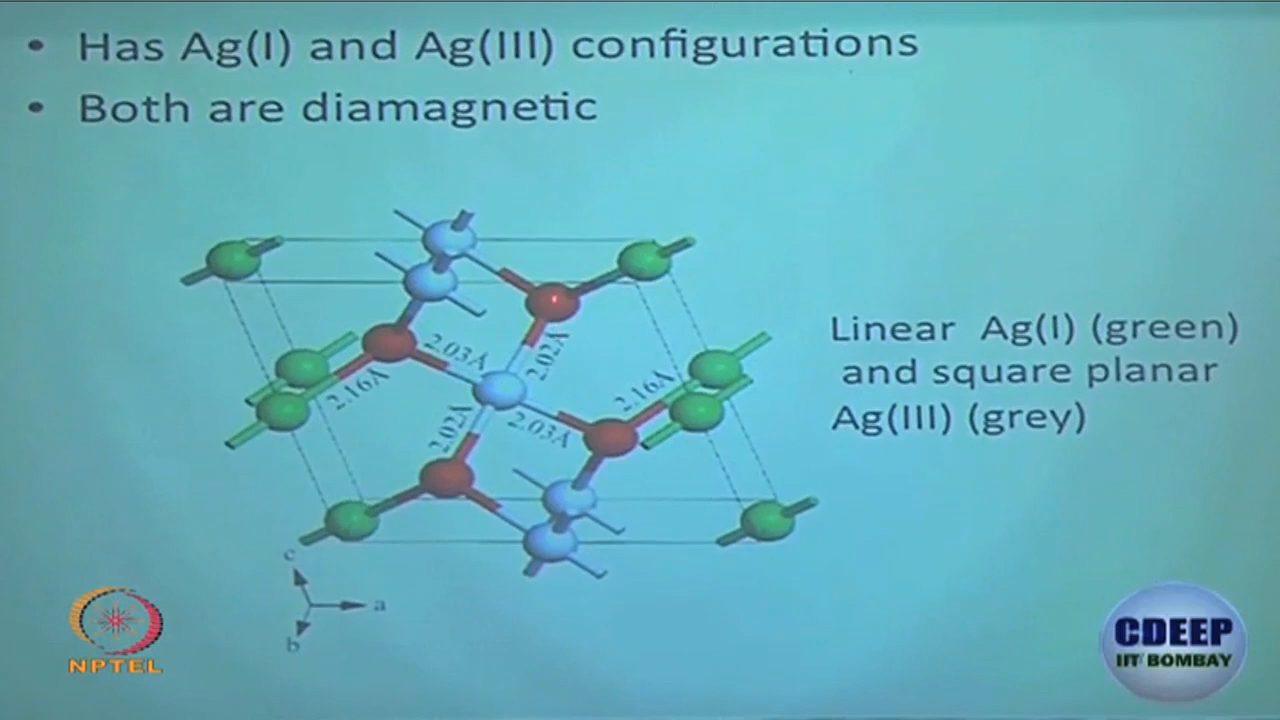 • Has Ag(I) and Ag(III) configurations
• Both are diamagnetic
2.03Å
2.02Å
2.16Å
2.16Å
2.02Å
2.03Å
Linear Ag(I) (green)
and square planar
Ag(III) (grey)
c
a
b
NPTEL
CDEEP
IIT BOMBAY